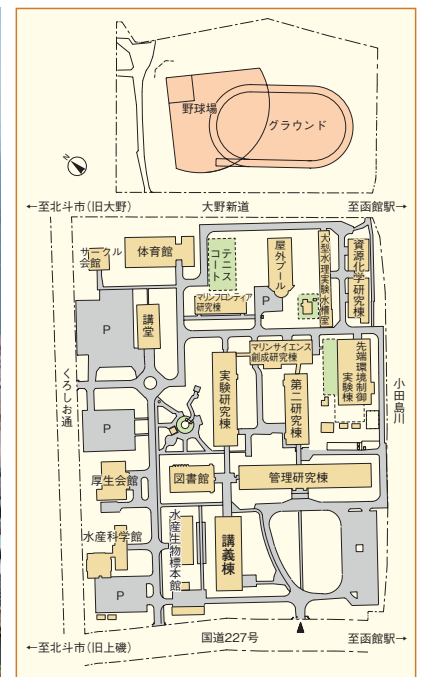 野球場
グラウンド
N
←至北斗市(旧大野)
大野新道
至函館駅→
サークル
会館
体育館
テニス
コート
屋外プール
大型水理実験水槽室
資源化学研究棟
マリンフロンティア
研究棟
P
P
講堂
マリンサイエンス
創成研究棟
先端環境制御
実験棟
実験研究棟
第二研究棟
くろしお通
小田島川
P
厚生会館
図書館
管理研究棟
水産科学館
水産生物標本館
講義棟
P
国道227号
←至北斗市(旧上磯)
至函館駅→